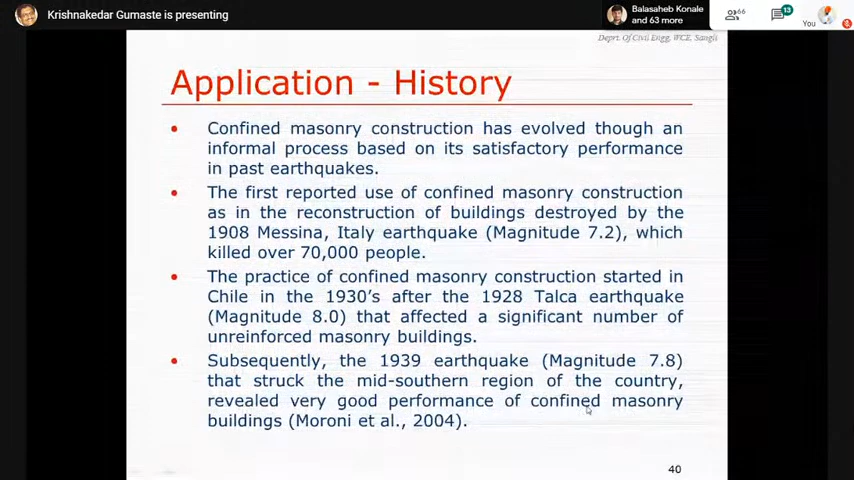 Krishnakedar Gumaste is presenting
Balasaheb Konale
and 63 more
66
13
You
Deprt. Of Civil Engg, WCE, Sangli
Application - History
Confined masonry construction has evolved though an
informal process based on its satisfactory performance
in past earthquakes.
The first reported use of confined masonry construction
as in the reconstruction of buildings destroyed by the
1908 Messina, Italy earthquake (Magnitude 7.2), which
killed over 70,000 people.
The practice of confined masonry construction started in
Chile in the 1930's after the 1928 Talca earthquake
(Magnitude 8.0) that affected a significant number of
unreinforced masonry buildings.
Subsequently, the 1939 earthquake (Magnitude 7.8)
that struck the mid-southern region of the country,
revealed very good performance of confined masonry
buildings (Moroni et al., 2004).
40